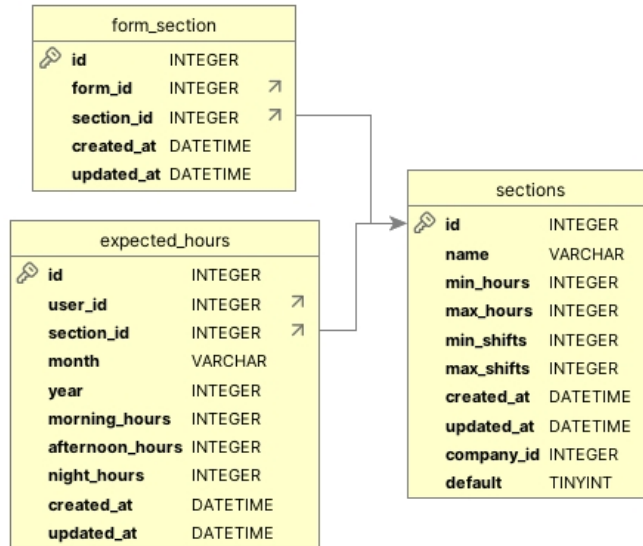 form_section
id INTEGER
form_id INTEGER
section_id INTEGER
created_at DATETIME
updated_at DATETIME
expected_hours
id INTEGER
user_id INTEGER
section_id INTEGER
month VARCHAR
year INTEGER
morning_hours INTEGER
afternoon_hours INTEGER
night_hours INTEGER
created_at DATETIME
updated_at DATETIME
sections
id INTEGER
name VARCHAR
min_hours INTEGER
max_hours INTEGER
min_shifts INTEGER
max_shifts INTEGER
created_at DATETIME
updated_at DATETIME
company_id INTEGER
default TINYINT